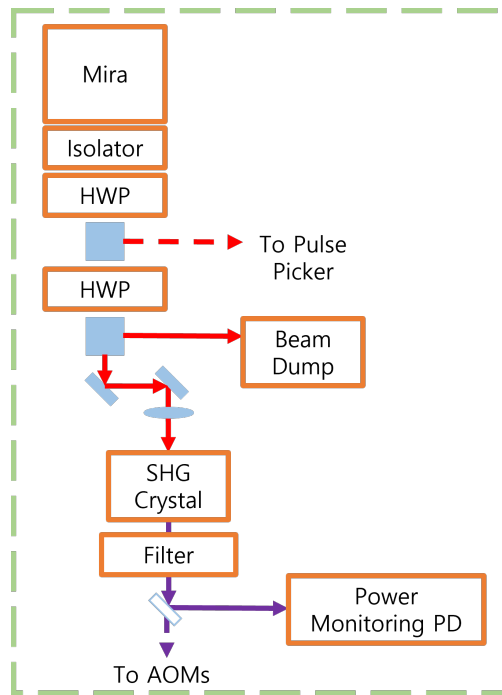 Mira
Isolator
HWP
To Pulse
Picker
HWP
Beam
Dump
SHG
Crystal
Filter
Power
Monitoring PD
To AOMs